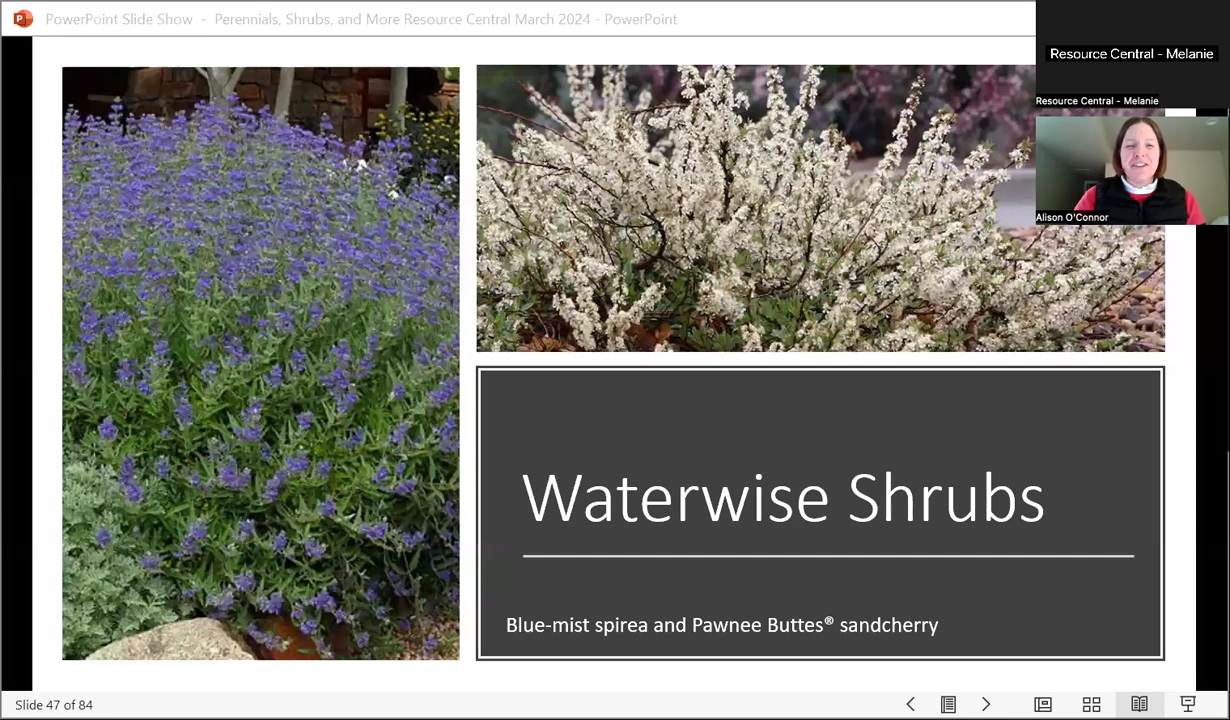 PowerPoint Slide Show - Perennials, Shrubs, and More Resource Central March 2024 - PowerPoint
Resource Central - Melanie
Resource Central - Melanie
Alison O'Connor
Waterwise Shrubs
Blue-mist spirea and Pawnee Buttes® sandcherry
Slide 47 of 84